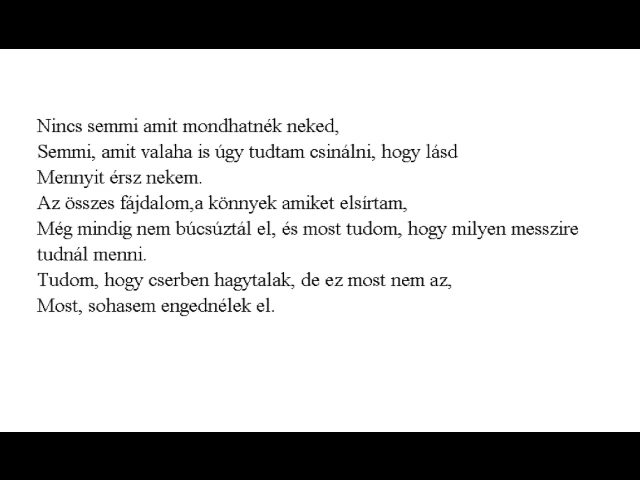 Nincs semmi amit mondhatnék neked,
Semmi, amit valaha is úgy tudtam csinálni, hogy lásd
Mennyit érsz nekem.
Az összes fájdalom,a könnyek amiket elsírtam,
Még mindig nem búcsúztál el, és most tudom, hogy milyen messzire
tudnál menni.
Tudom, hogy cserben hagytalak, de ez most nem az,
Most, sohasem engednélek el.